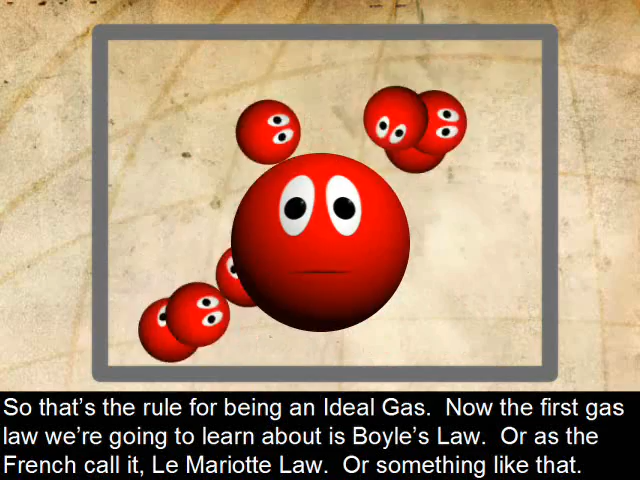 So that’s the rule for being an Ideal Gas.  Now the first gas
law we’re going to learn about is Boyle’s Law.  Or as the
French call it, Le Mariotte Law.  Or something like that.